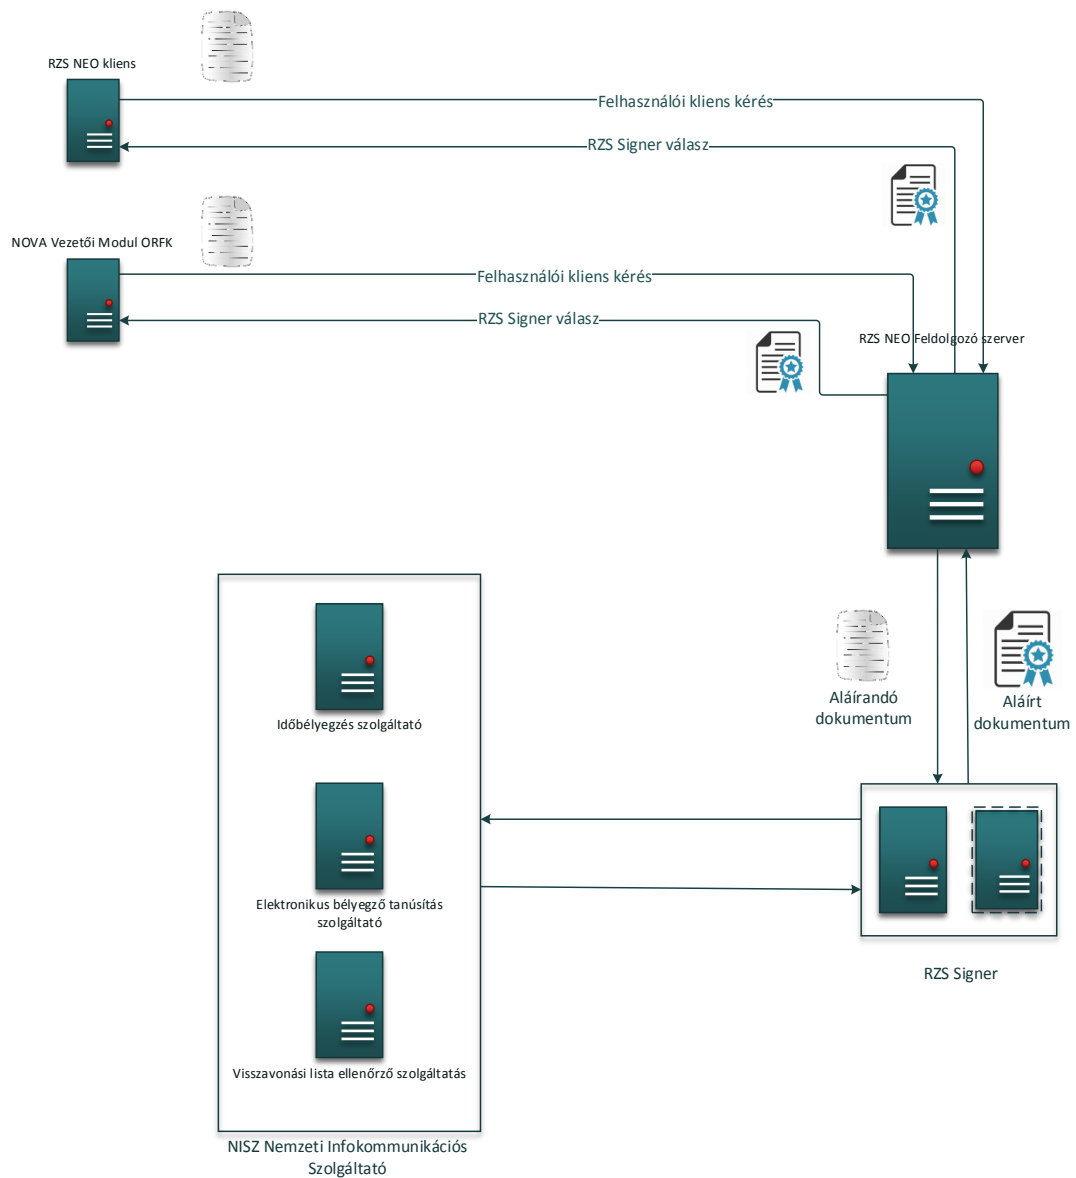 RZS NEO kliens
Felhasználói kliens kérés
RZS Signer válasz
NOVA Vezetői Modul ORFK
Felhasználói kliens kérés
RZS Signer válasz
RZS NEO Feldolgozó szerver
Aláírandó
dokumentum
Aláírt
dokumentum
Időbélyegzés szolgáltató
Elektronikus bélyegző tanúsítás
szolgáltató
RZS Signer
Visszavonási lista ellenőrző szolgáltatás
NISZ Nemzeti Infokommunikációs
Szolgáltató